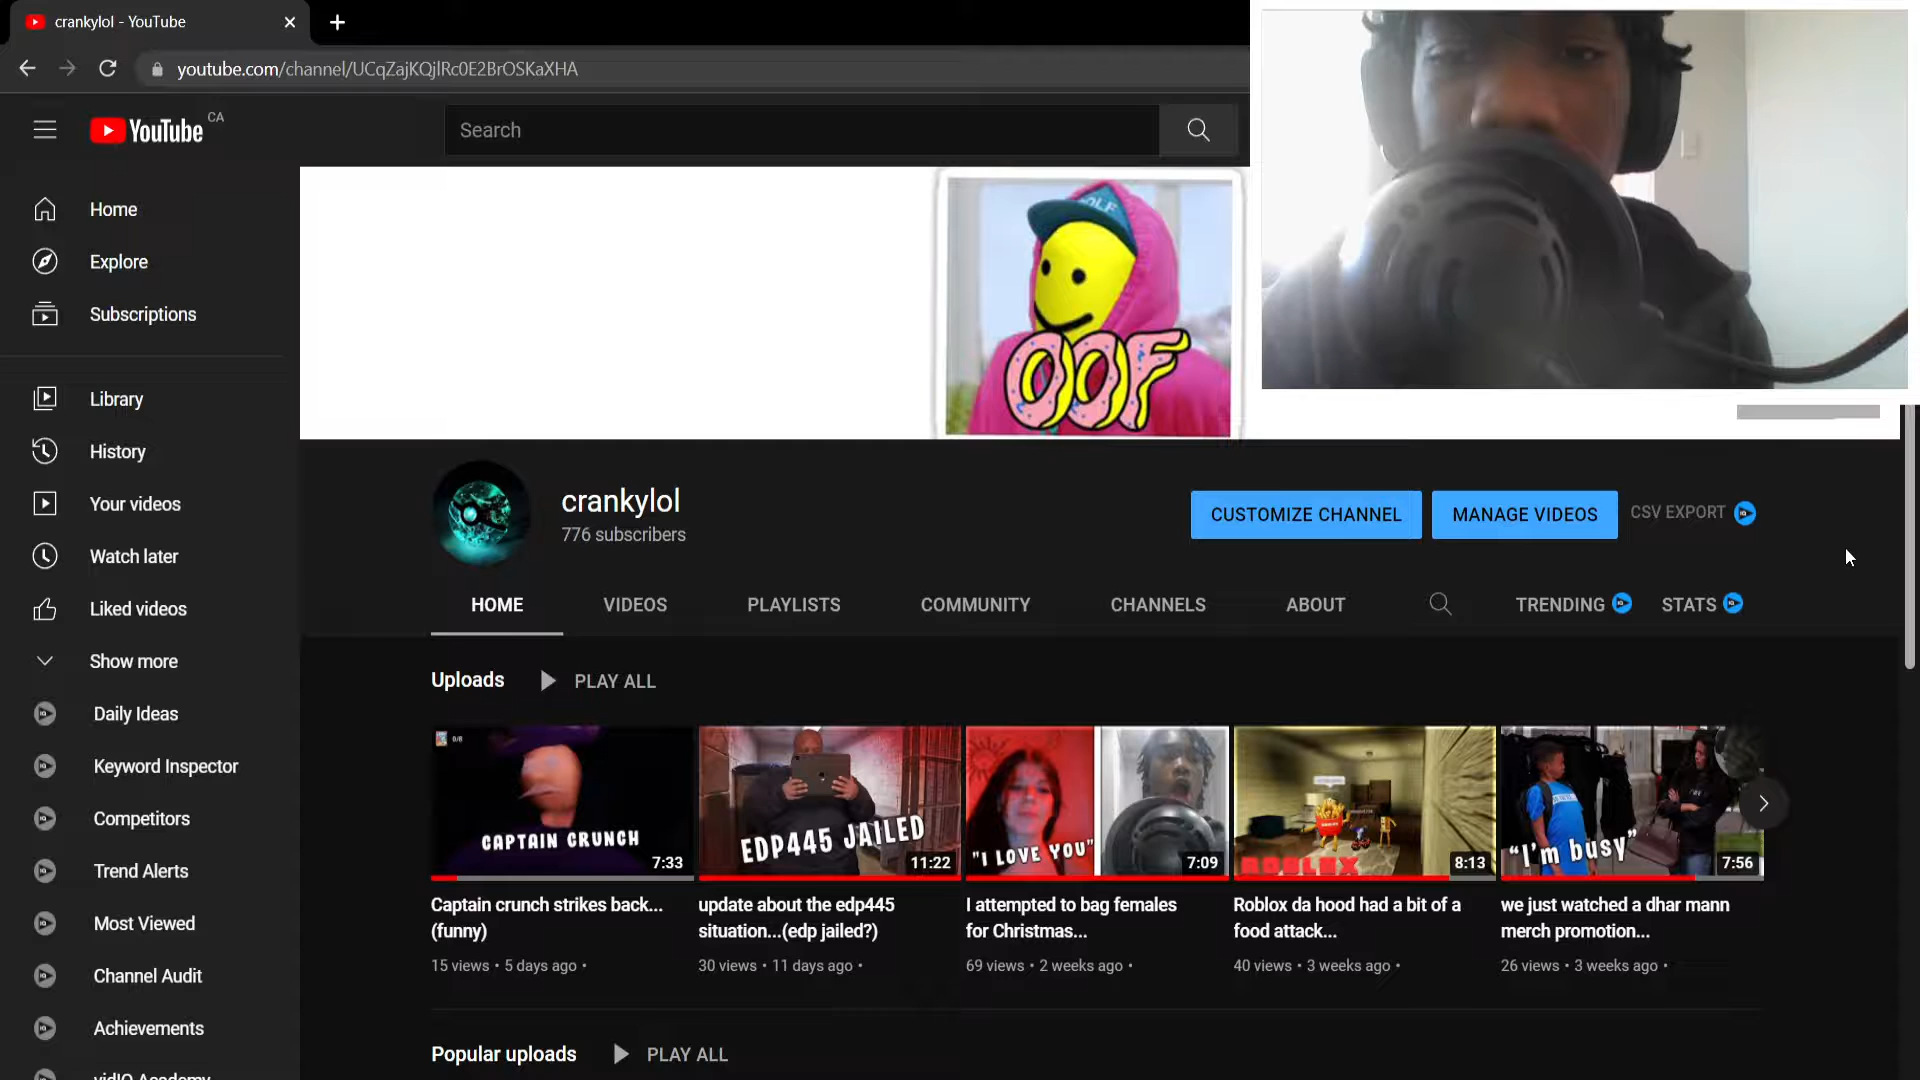 crankylol - YouTube
youtube.com/channel/UCqZajKQjlRc0E2BrOSKaXHA
YouTube CA
Search
Home
Explore
Subscriptions
Library
History
Your videos
Watch later
Liked videos
Show more
Daily Ideas
Keyword Inspector
Competitors
Trend Alerts
Most Viewed
Channel Audit
Achievements
vidIQ Academy
OOF
crankylol
776 subscribers
CUSTOMIZE CHANNEL
MANAGE VIDEOS
CSV EXPORT
HOME VIDEOS PLAYLISTS COMMUNITY CHANNELS ABOUT TRENDING STATS
Uploads PLAY ALL
0/8
CAPTAIN CRUNCH
7:33
Captain crunch strikes back...
(funny)
15 views • 5 days ago •
EDP445 JAILED
11:22
update about the edp445
situation...(edp jailed?)
30 views • 11 days ago •
"I LOVE YOU"
7:09
I attempted to bag females
for Christmas...
69 views • 2 weeks ago •
ROBLOX
8:13
Roblox da hood had a bit of a
food attack...
40 views • 3 weeks ago •
"I'm busy"
7:56
we just watched a dhar mann
merch promotion...
26 views • 3 weeks ago •
Popular uploads PLAY ALL